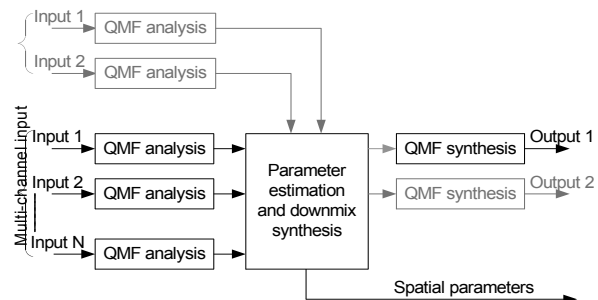 Input 1
QMF analysis
Input 2
QMF analysis
Multi-channel input
Input 1
QMF analysis
Input 2
QMF analysis
Input N
QMF analysis
Parameter
estimation
and downmix
synthesis
QMF synthesis
Output 1
QMF synthesis
Output 2
Spatial parameters